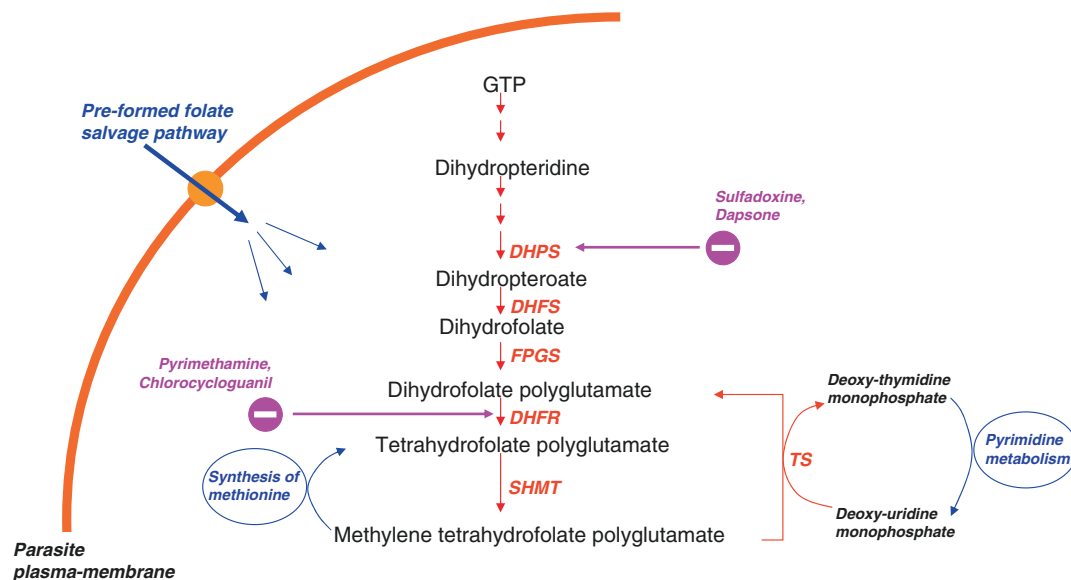 GTP
Pre-formed folate
salvage pathway
Dihydropteridine
Sulfadoxine,
Dapsone
DHPS
Dihydropteroate
DHFS
Dihydrofolate
FPGS
Pyrimethamine,
Chlorocycloguanil
Dihydrofolate polyglutamate
DHFR
Tetrahydrofolate polyglutamate
Deoxy-thymidine
monophosphate
Pyrimidine
metabolism
TS
Synthesis of
methionine
SHMT
Deoxy-uridine
monophosphate
Methylene tetrahydrofolate polyglutamate
Parasite
plasma-membrane